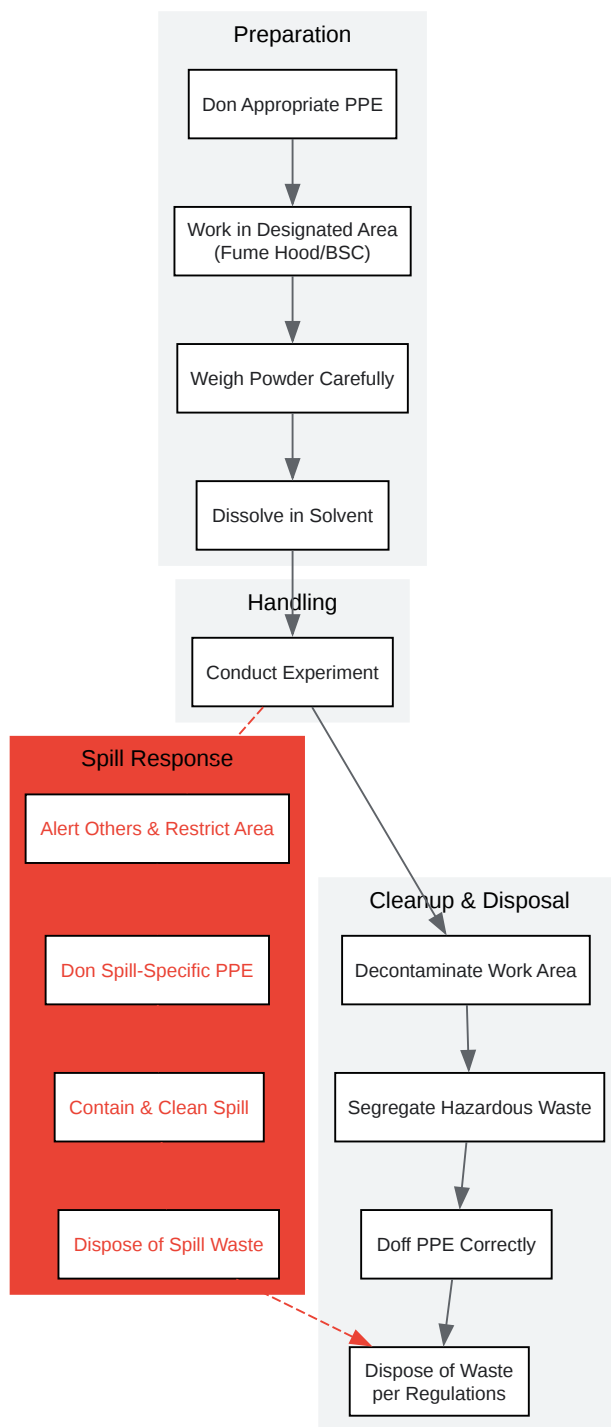 Preparation
Don Appropriate PPE
Work in Designated Area
(Fume Hood/BSC)
Weigh Powder Carefully
Dissolve in Solvent
Handling
Conduct Experiment
Spill Response
Alert Others & Restrict Area
Don Spill-Specific PPE
Contain & Clean Spill
Dispose of Spill Waste
Cleanup & Disposal
Decontaminate Work Area
Segregate Hazardous Waste
Doff PPE Correctly
Dispose of Waste
per Regulations